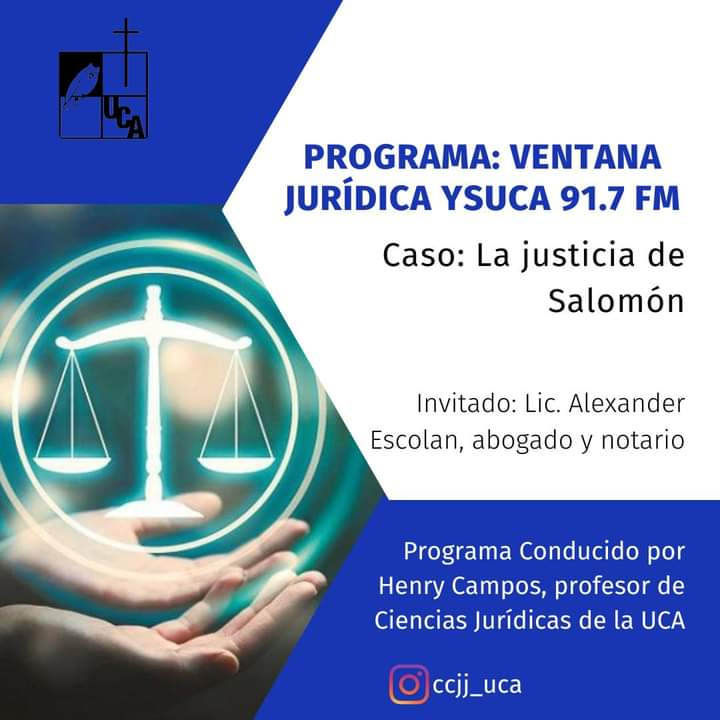 UCA
PROGRAMA: VENTANA
JURÍDICA YSUCA 91.7 FM
Caso: La justicia de
Salomón
Invitado: Lic. Alexander
Escolan, abogado y notario
Programa Conducido por
Henry Campos, profesor de
Ciencias Jurídicas de la UCA
ccjj_uca